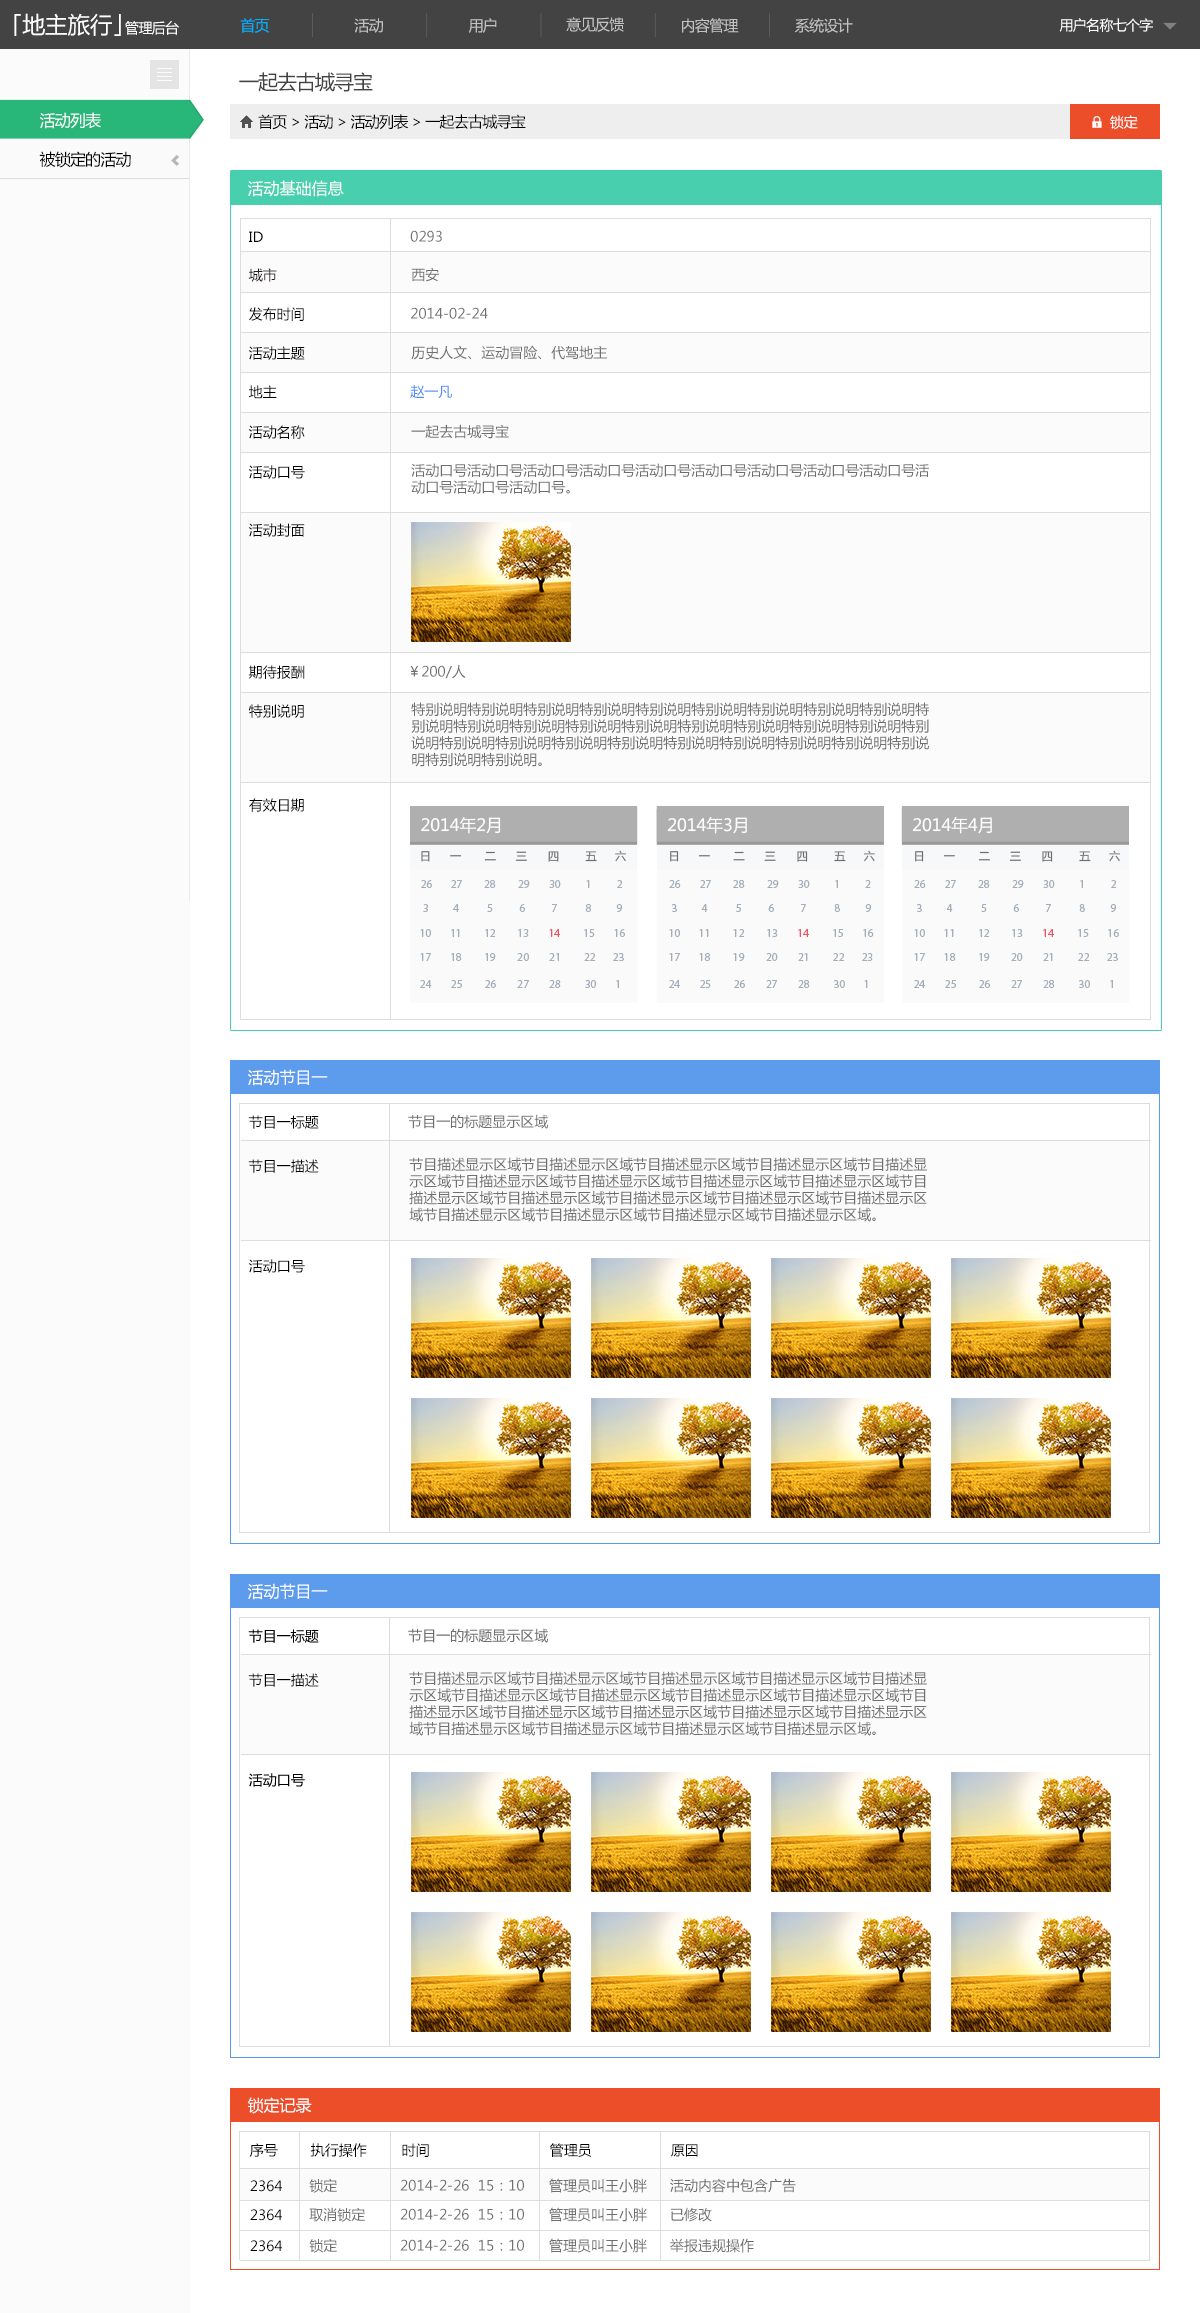 「地主旅行」管理后台 首页 活动 用户 意见反馈 内容管理 系统设计 用户名称七个字
一起去古城寻宝
活动列表
首页 > 活动 > 活动列表 > 一起去古城寻宝 锁定
被锁定的活动
活动基础信息
ID 0293
城市 西安
发布时间 2014-02-24
活动主题 历史人文、运动冒险、代驾地主
地主 赵一凡
活动名称 一起去古城寻宝
活动口号 活动口号活动口号活动口号活动口号活动口号活动口号活动口号活动口号活动口号活
动口号活动口号活动口号。
活动封面
期待报酬 ¥ 200/人
特别说明 特别说明特别说明特别说明特别说明特别说明特别说明特别说明特别说明特别说明特
别说明特别说明特别说明特别说明特别说明特别说明特别说明特别说明特别说明特别
说明特别说明特别说明特别说明特别说明特别说明特别说明特别说明特别说明特别说
明特别说明特别说明。
有效日期
2014年2月
日 一 二 三 四 五 六
26 27 28 29 30 1 2
3 4 5 6 7 8 9
10 11 12 13 14 15 16
17 18 19 20 21 22 23
24 25 26 27 28 30 1
2014年3月
日 一 二 三 四 五 六
26 27 28 29 30 1 2
3 4 5 6 7 8 9
10 11 12 13 14 15 16
17 18 19 20 21 22 23
24 25 26 27 28 30 1
2014年4月
日 一 二 三 四 五 六
26 27 28 29 30 1 2
3 4 5 6 7 8 9
10 11 12 13 14 15 16
17 18 19 20 21 22 23
24 25 26 27 28 30 1
活动节目一
节目一标题 节目一的标题显示区域
节目一描述 节目描述显示区域节目描述显示区域节目描述显示区域节目描述显示区域节目描述显
示区域节目描述显示区域节目描述显示区域节目描述显示区域节目描述显示区域节目
描述显示区域节目描述显示区域节目描述显示区域节目描述显示区域节目描述显示区
域节目描述显示区域节目描述显示区域节目描述显示区域节目描述显示区域。
活动口号
活动节目一
节目一标题 节目一的标题显示区域
节目一描述 节目描述显示区域节目描述显示区域节目描述显示区域节目描述显示区域节目描述显
示区域节目描述显示区域节目描述显示区域节目描述显示区域节目描述显示区域节目
描述显示区域节目描述显示区域节目描述显示区域节目描述显示区域节目描述显示区
域节目描述显示区域节目描述显示区域节目描述显示区域节目描述显示区域。
活动口号
锁定记录
序号 执行操作 时间 管理员 原因
2364 锁定 2014-2-26 15：10 管理员叫王小胖 活动内容中包含广告
2364 取消锁定 2014-2-26 15：10 管理员叫王小胖 已修改
2364 锁定 2014-2-26 15：10 管理员叫王小胖 举报违规操作